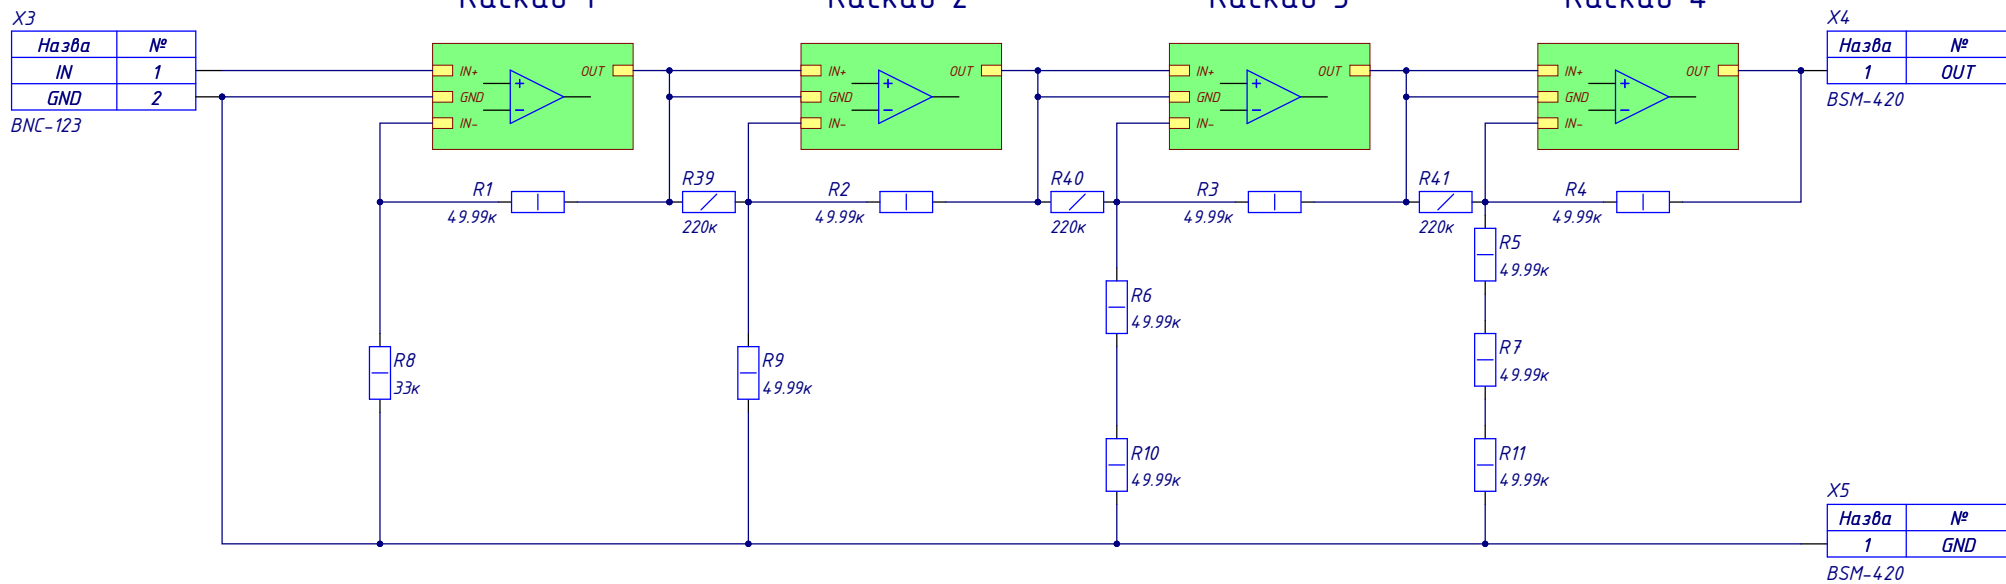 X3
Назва №
IN 1
GND 2
BNC-123
IN+ OUT
GND
IN-
IN+ OUT
GND
IN-
IN+ OUT
GND
IN-
IN+ OUT
GND
IN-
X4
Назва №
1 OUT
BSM-420
R1
49.99к
R39
220к
R2
49.99к
R40
220к
R3
49.99к
R41
220к
R4
49.99к
R5
49.99к
R6
49.99к
R8
33к
R9
49.99к
R7
49.99к
R10
49.99к
R11
49.99к
X5
Назва №
1 GND
BSM-420